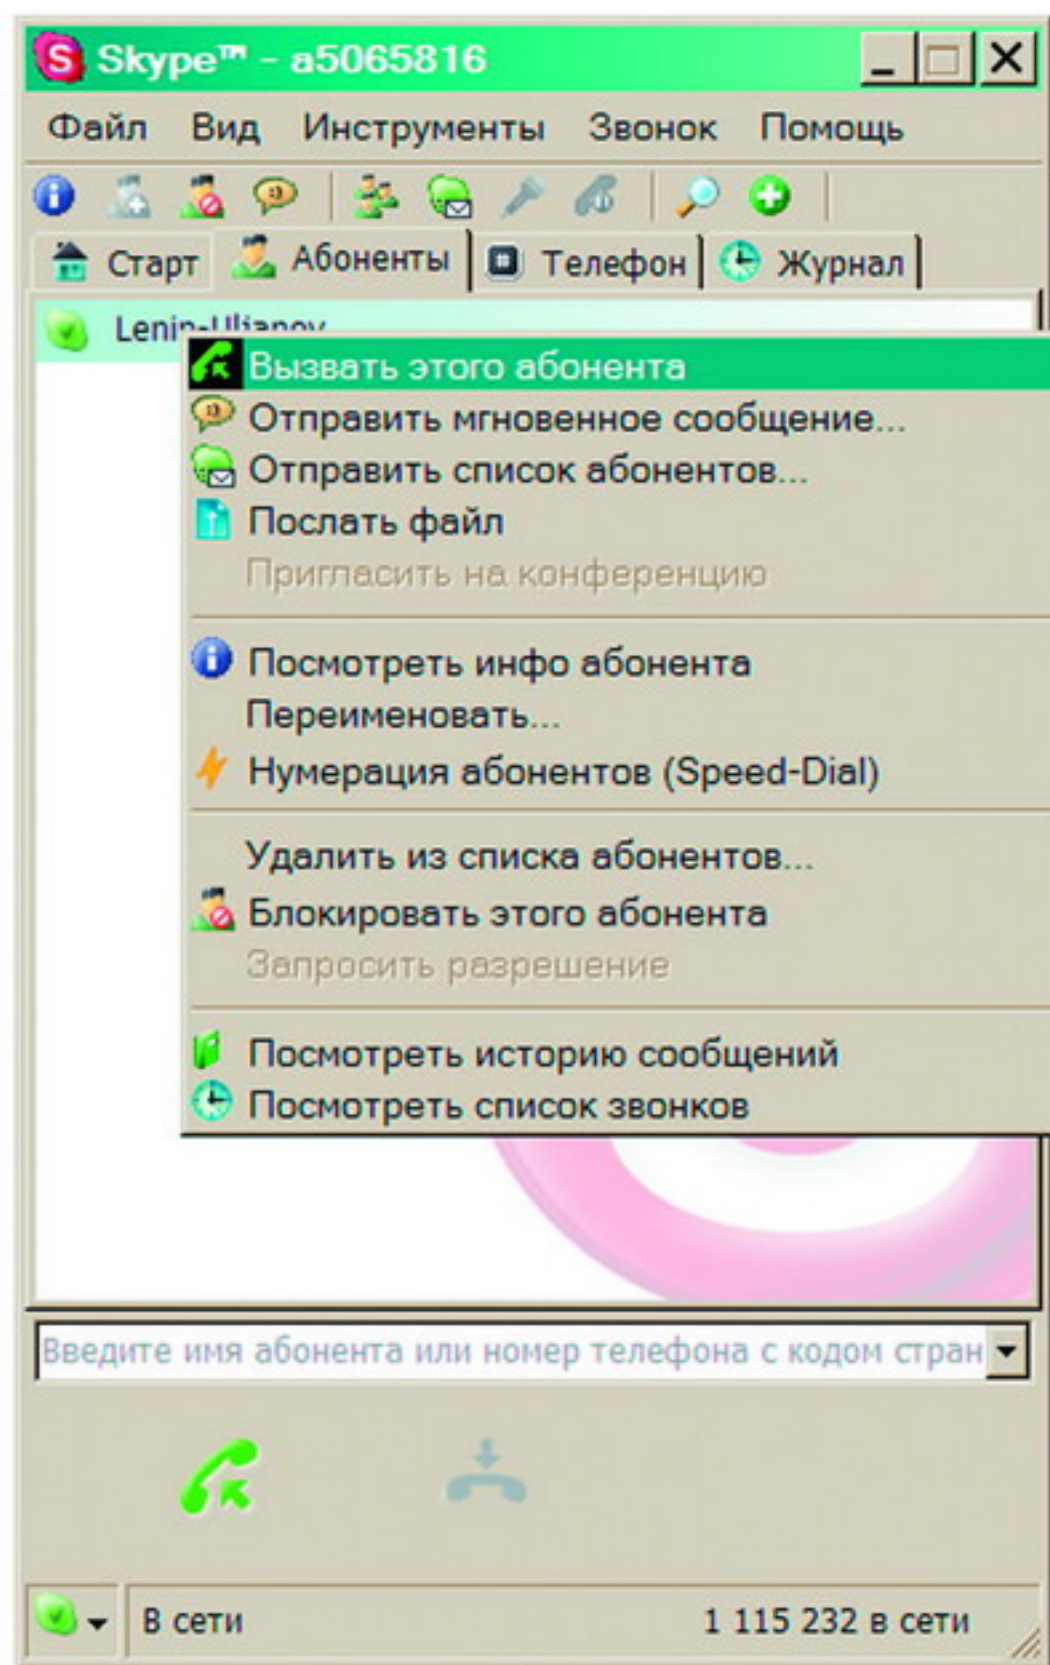 Skype™ - a5065816
Файл Вид Инструменты Звонок Помощь
Старт Абоненты Телефон Журнал
Lenin-Ulianov
Вызвать этого абонента
Отправить мгновенное сообщение...
Отправить список абонентов...
Послать файл
Пригласить на конференцию
Посмотреть инфо абонента
Переименовать...
Нумерация абонентов (Speed-Dial)
Удалить из списка абонентов...
Блокировать этого абонента
Запросить разрешение
Посмотреть историю сообщений
Посмотреть список звонков
Введите имя абонента или номер телефона с кодом стран
В сети 1 115 232 в сети